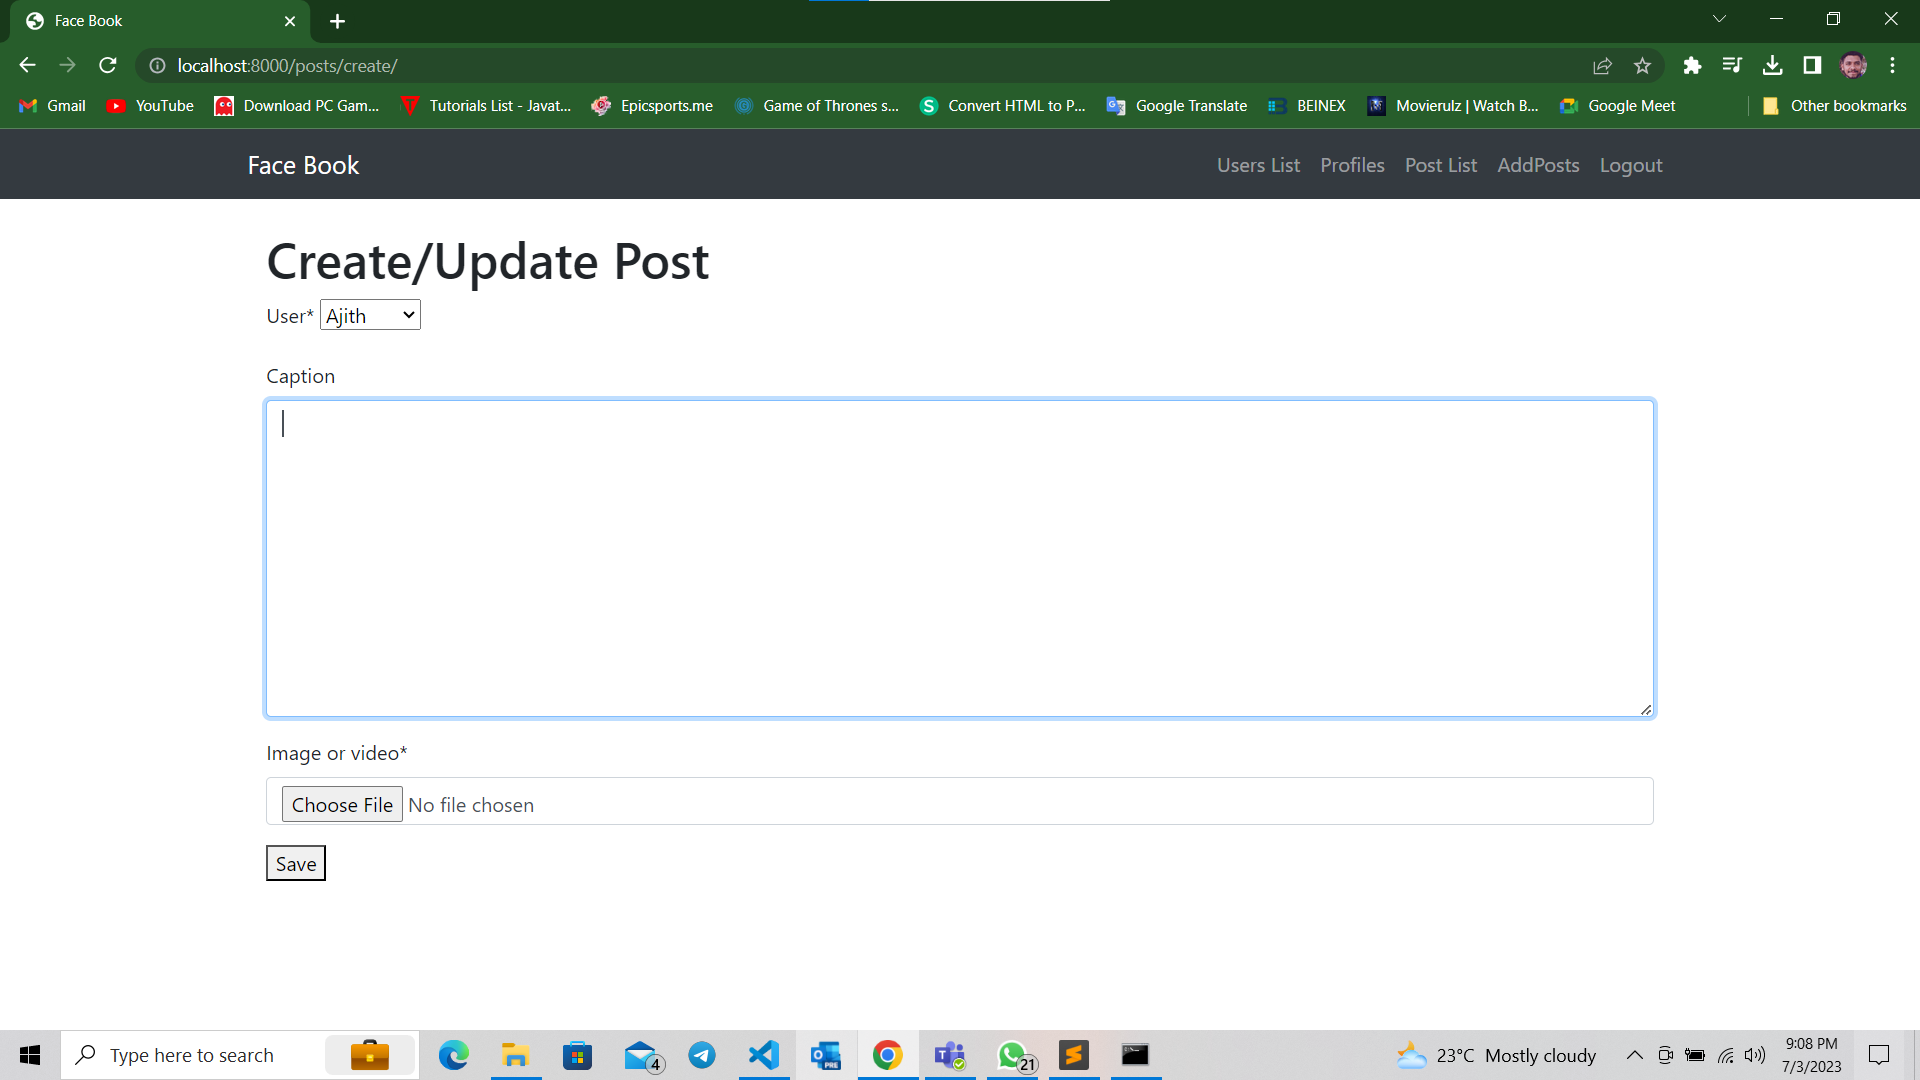 Face Book
localhost:8000/posts/create/
Gmail YouTube Download PC Gam... Tutorials List - Javat... Epicsports.me Game of Thrones s... Convert HTML to P... Google Translate BEINEX Movierulz | Watch B... Google Meet Other bookmarks
Face Book Users List Profiles Post List AddPosts Logout
Create/Update Post
User* Ajith
Caption
Image or video*
Choose File No file chosen
Save
Type here to search 4 PRE 21 23°C Mostly cloudy 9:08 PM
7/3/2023